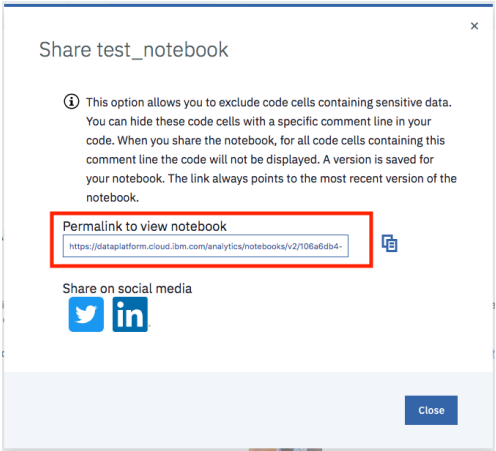 ×
Share test_notebook
This option allows you to exclude code cells containing sensitive data.
You can hide these code cells with a specific comment line in your
code. When you share the notebook, for all code cells containing this
comment line the code will not be displayed. A version is saved for
your notebook. The link always points to the most recent version of the
notebook.
Permalink to view notebook
https://dataplatform.cloud.ibm.com/analytics/notebooks/v2/106a6db4-
Share on social media
in
Close